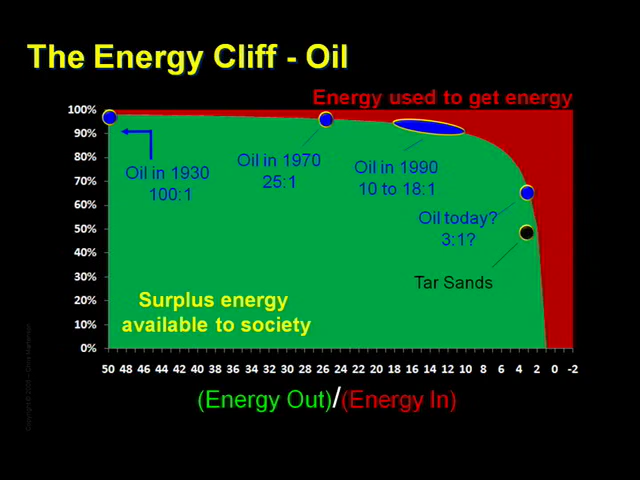 The Energy Cliff - Oil
Energy used to get energy
100%
90%
80%
70%
60%
50%
40%
30%
20%
10%
0%
Oil in 1930
100:1
Oil in 1970
25:1
Oil in 1990
10 to 18:1
Oil today?
3:1?
Tar Sands
Surplus energy
available to society
50 48 46 44 42 40 38 36 34 32 30 28 26 24 22 20 18 16 14 12 10 8 6 4 2 0 -2
(Energy Out)/(Energy In)